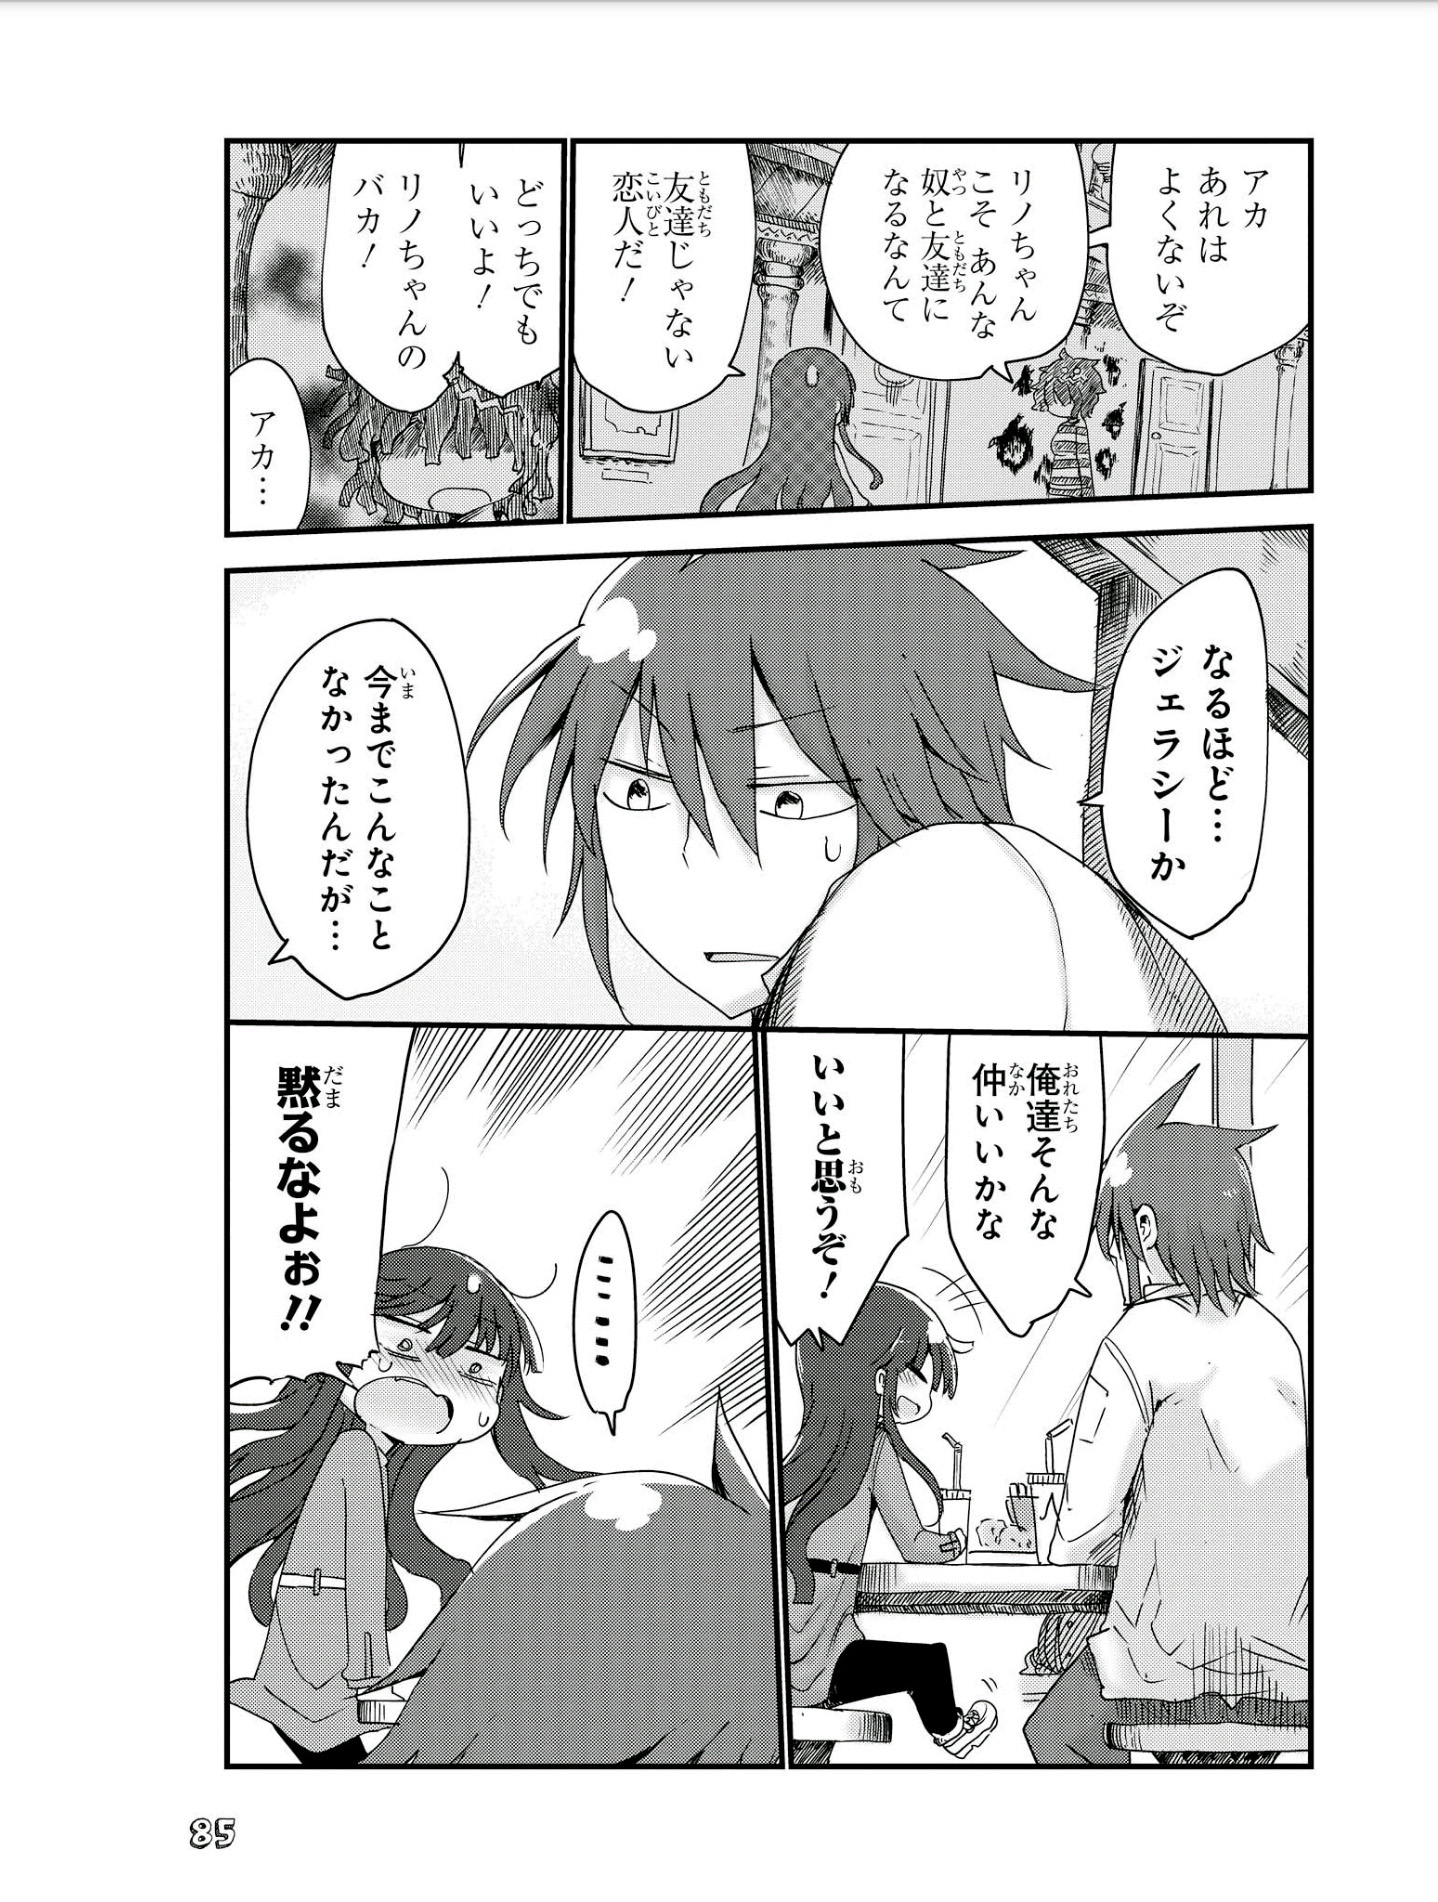 アカ
あれは
よくないぞ
リノちゃん
こそ あんな
奴と友達に
なるなんて
友達じゃない
恋人だ！
どっちでも
いいよ！
リノちゃんの
バカ！
アカ…
なるほど…
ジェラシーか
今までこんなこと
なかったんだが…
俺達そんな
仲いいかな
いいと思うぞ！
……
黙るなよぉ!!
85